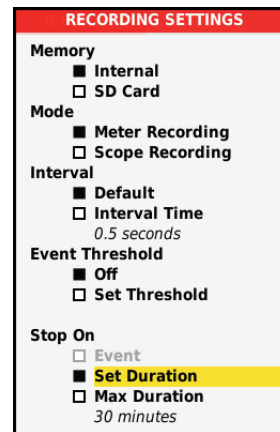 RECORDING SETTINGS
Memory
Internal
SD Card
Mode
Meter Recording
Scope Recording
Interval
Default
Interval Time
0.5 seconds
Event Threshold
Off
Set Threshold
Stop On
Event
Set Duration
Max Duration
30 minutes